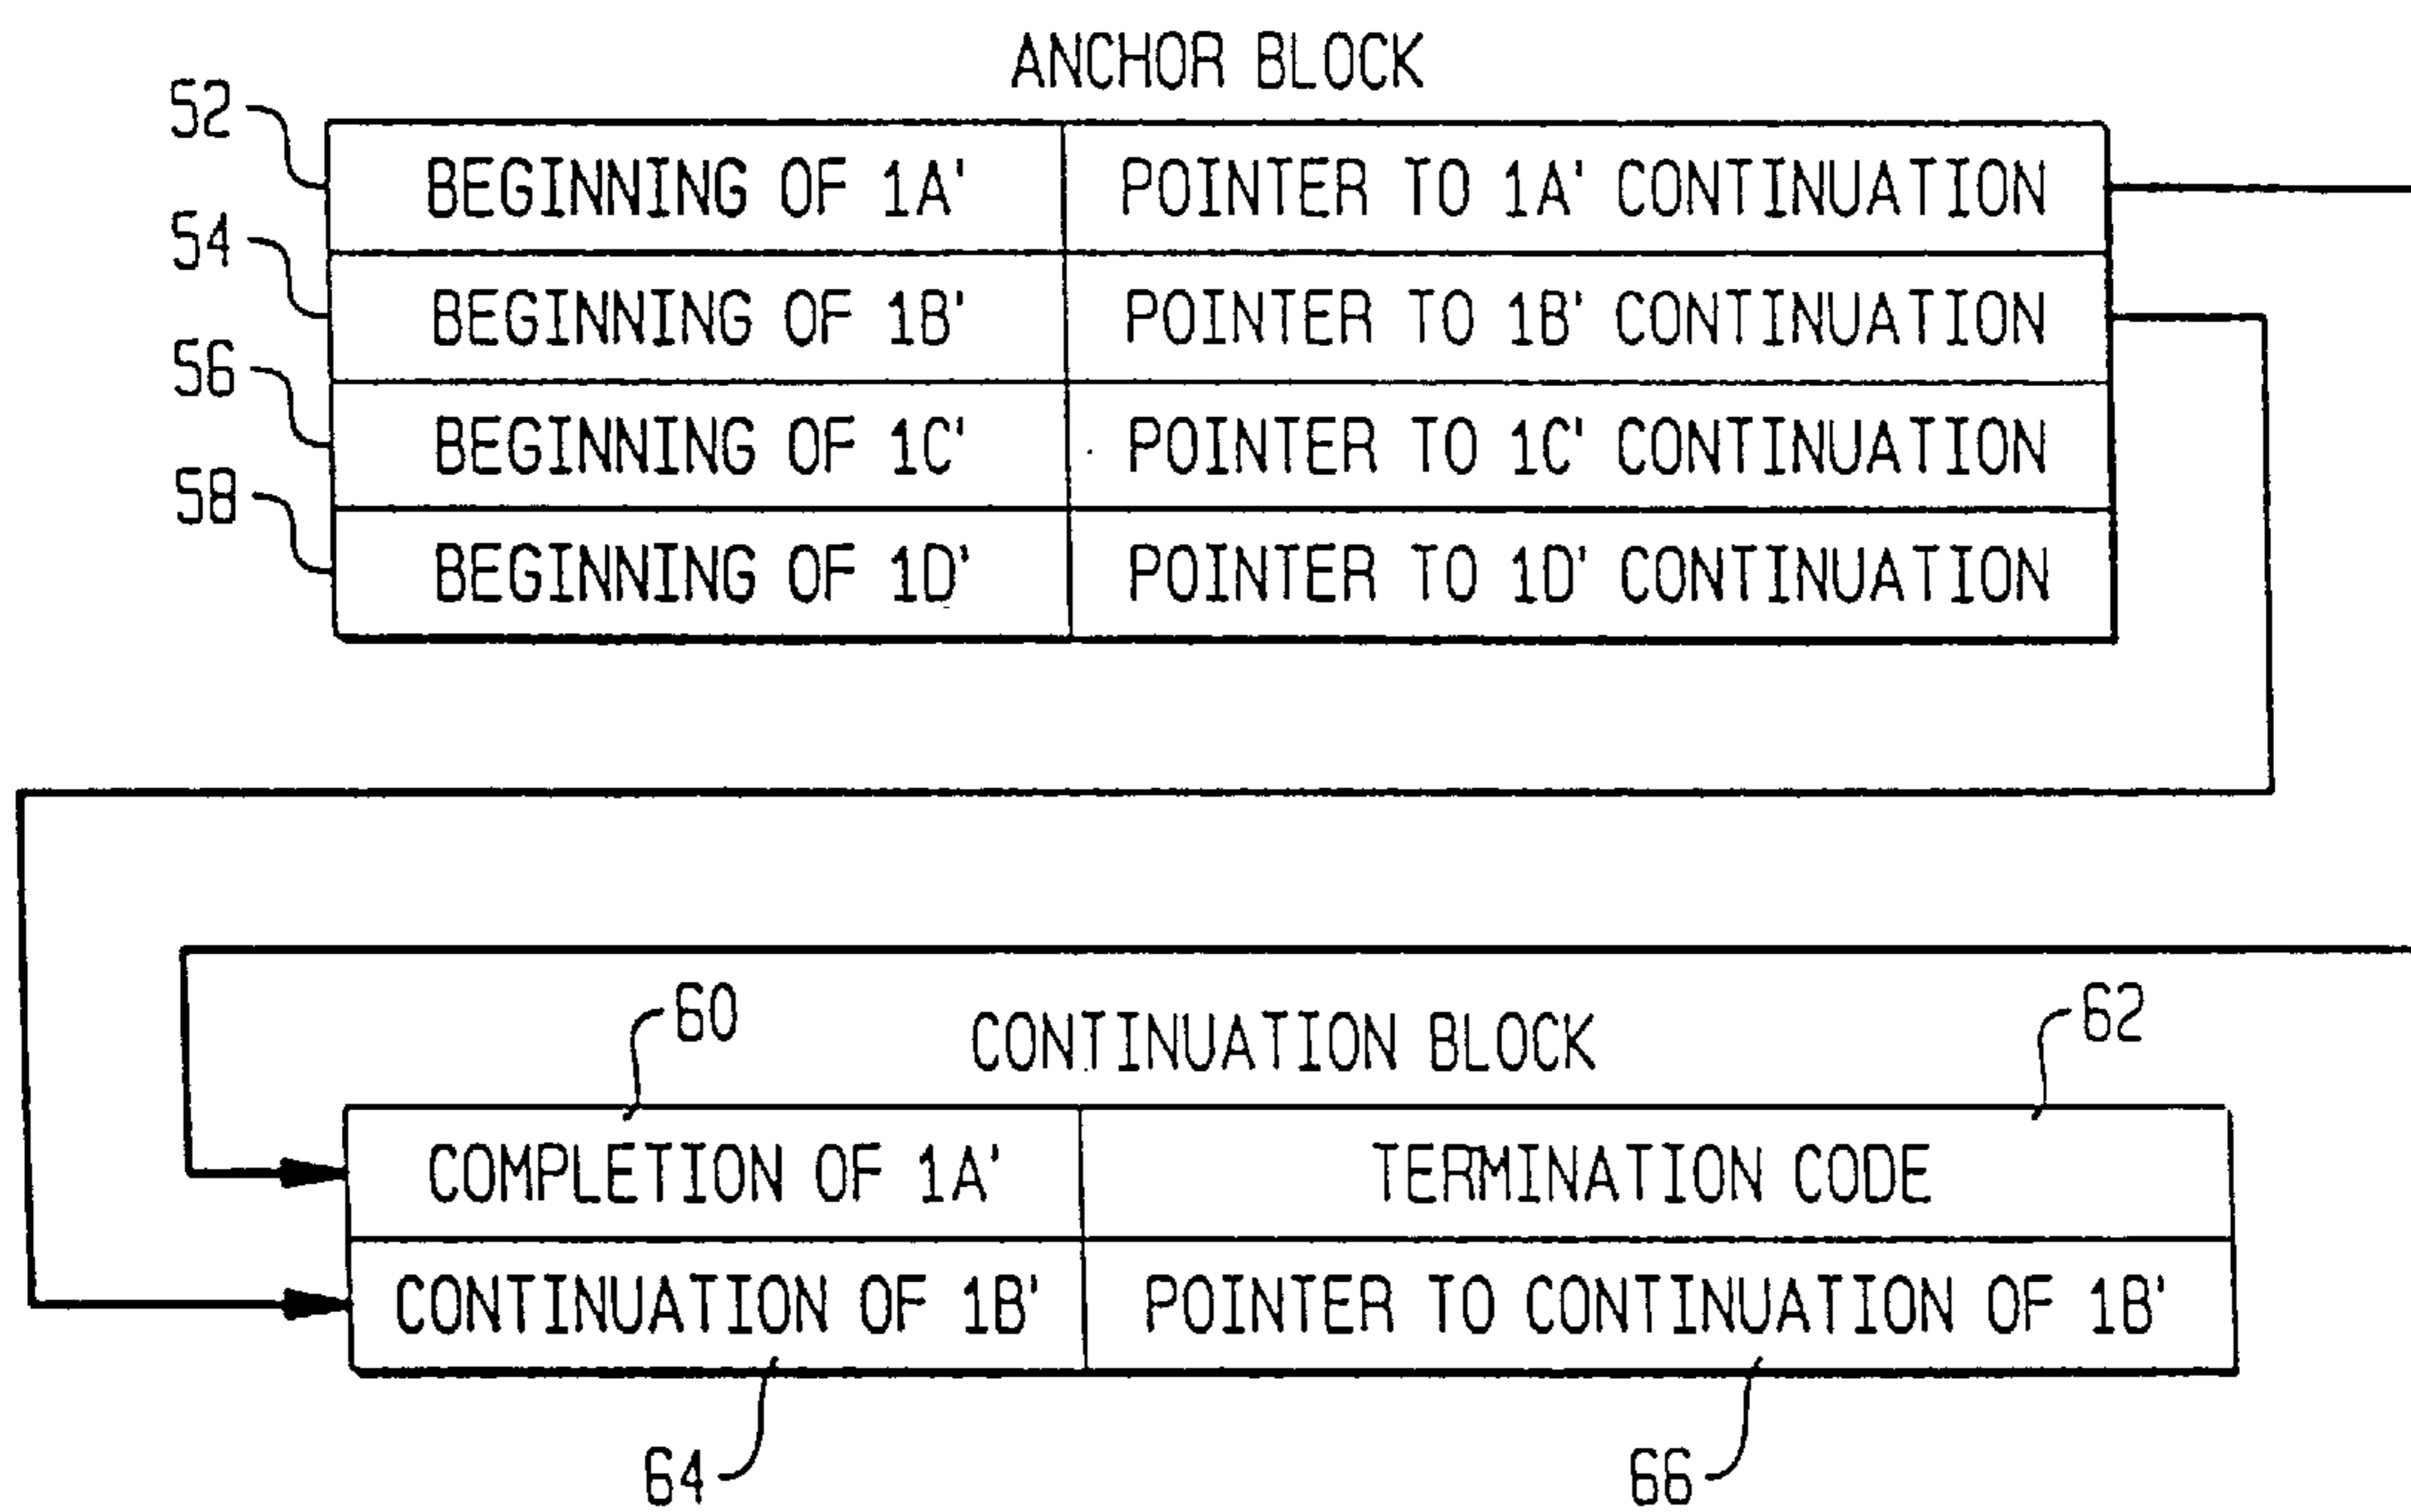 ANCHOR BLOCK
52 BEGINNING OF 1A' POINTER TO 1A' CONTINUATION
54 BEGINNING OF 1B' POINTER TO 1B' CONTINUATION
56 BEGINNING OF 1C' POINTER TO 1C' CONTINUATION
58 BEGINNING OF 1D' POINTER TO 1D' CONTINUATION
60 CONTINUATION BLOCK 62
COMPLETION OF 1A' TERMINATION CODE
CONTINUATION OF 1B' POINTER TO CONTINUATION OF 1B'
64 66